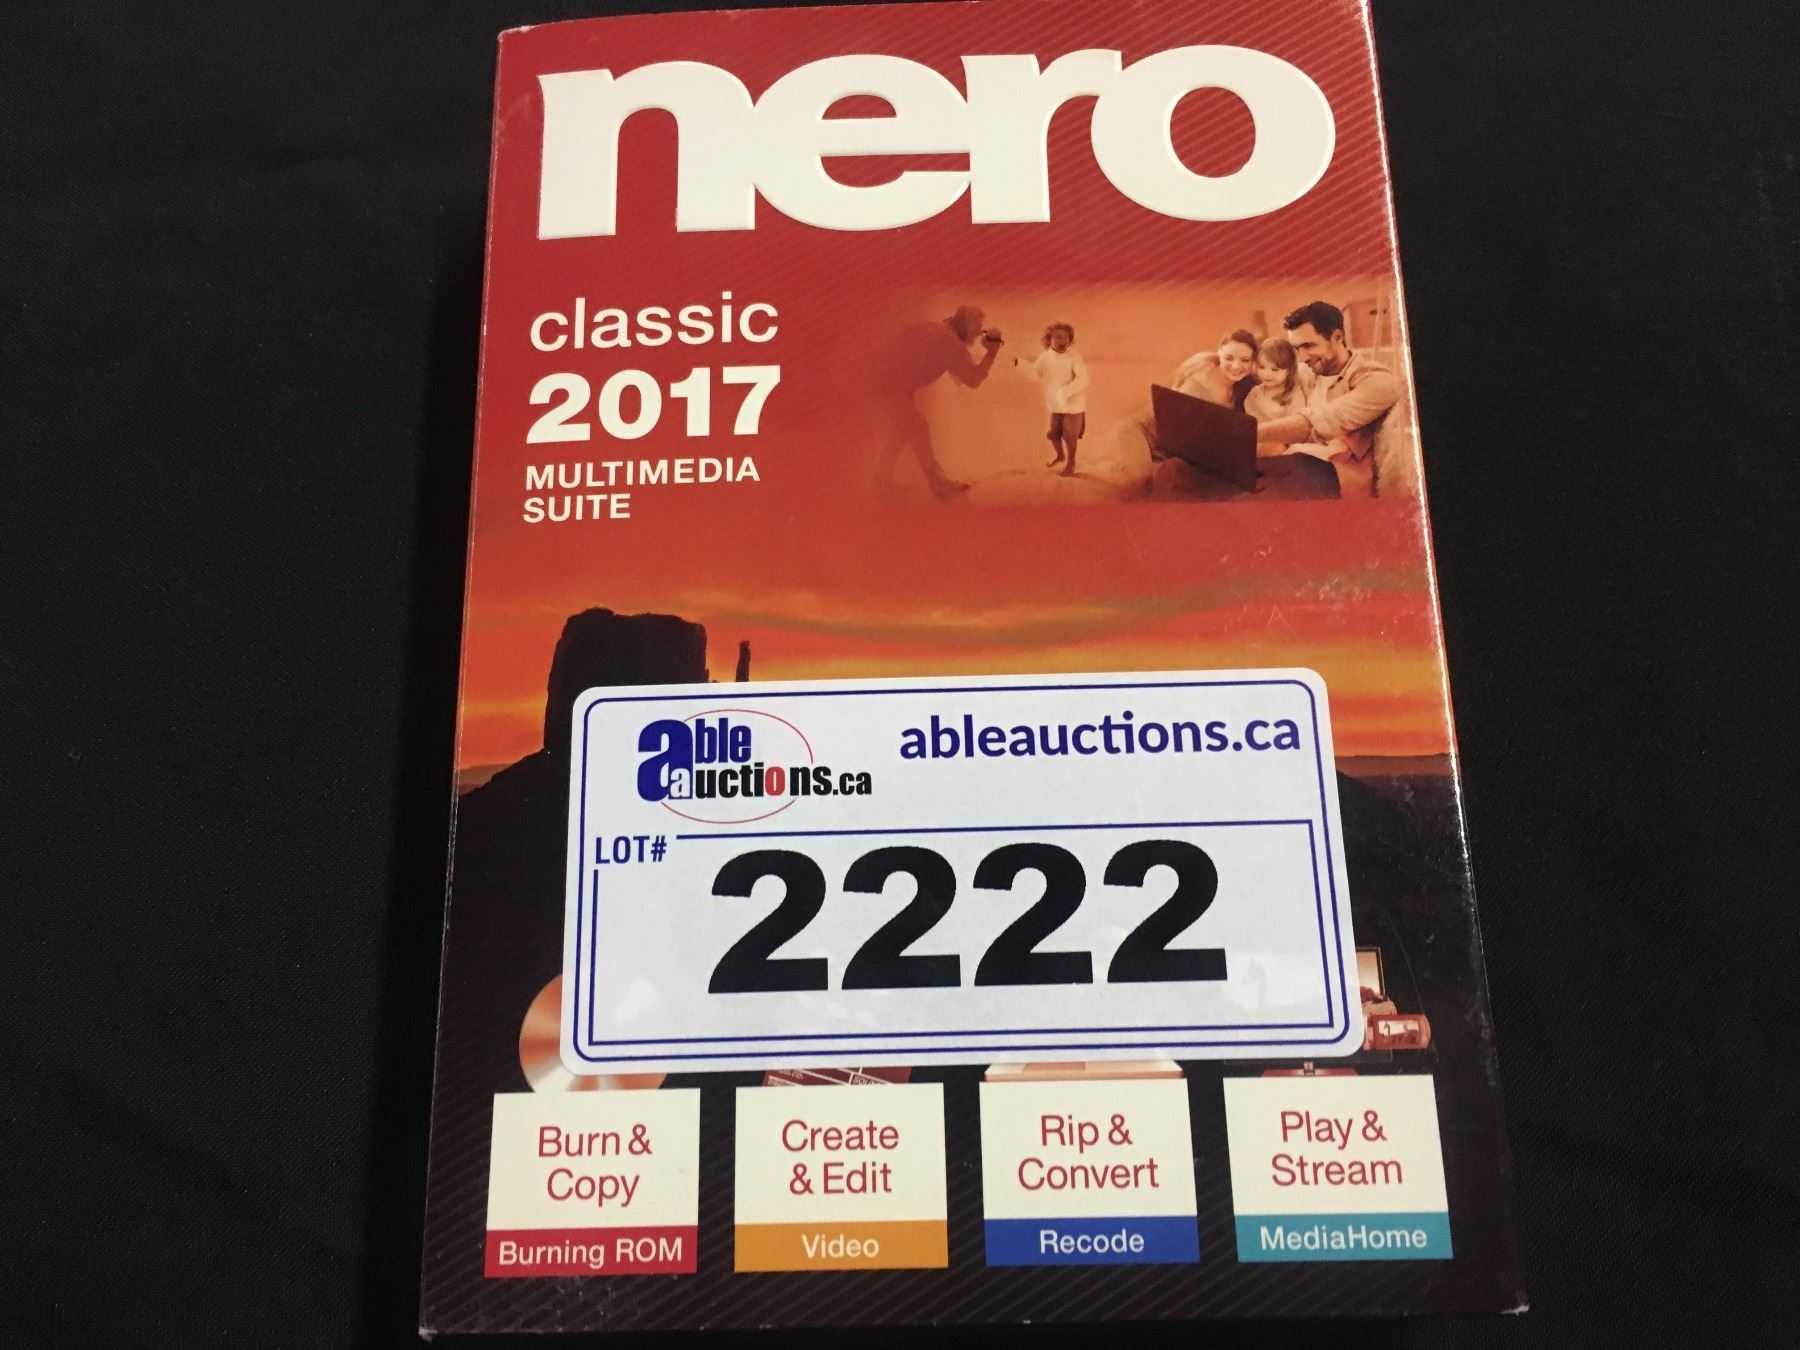 nero
classic
2017
MULTIMEDIA
SUITE
able
auctions.ca
ableauctions.ca
LOT#
2222
Burn &
Copy
Burning ROM
Create
& Edit
Video
Rip &
Convert
Recode
Play &
Stream
MediaHome